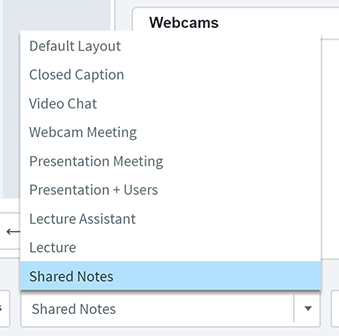 Webcams
Default Layout
Closed Caption
Video Chat
Webcam Meeting
Presentation Meeting
Presentation + Users
Lecture Assistant
Lecture
Shared Notes
Shared Notes